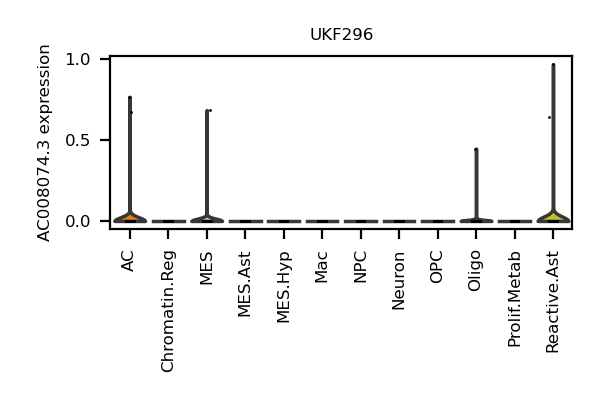 UKF296
AC008074.3 expression
1.0
0.5
0.0
AC
Chromatin.Reg
MES
MES.Ast
MES.Hyp
Mac
NPC
Neuron
OPC
Oligo
Prolif.Metab
Reactive.Ast